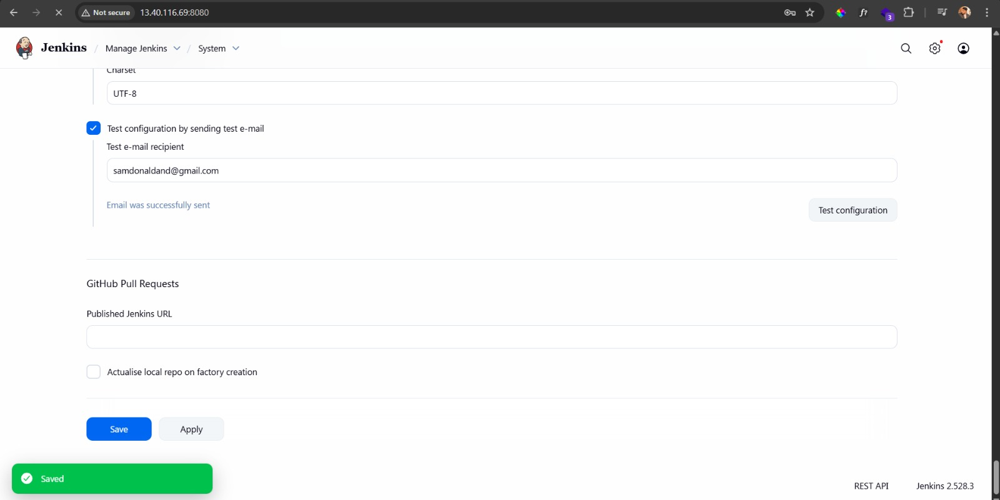 Not secure
13.40.116.69:8080
3
Jenkins / Manage Jenkins / System
Charset
UTF-8
Test configuration by sending test e-mail
Test e-mail recipient
samdonaldand@gmail.com
Email was successfully sent
Test configuration
GitHub Pull Requests
Published Jenkins URL
Actualise local repo on factory creation
Save
Apply
Saved
REST API
Jenkins 2.528.3